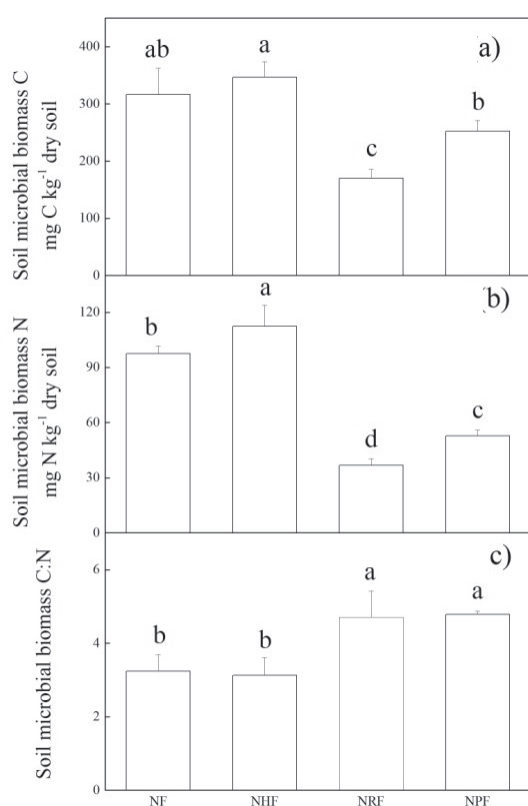 Soil microbial biomass C
mg C kg⁻¹ dry soil
400
300
200
100
0
ab
a
c
b
a)
Soil microbial biomass N
mg N kg⁻¹ dry soil
120
90
60
30
0
b
a
d
c
b)
Soil microbial biomass C:N
6
4
2
0
b
b
a
a
c)
NF NHF NRF NPF